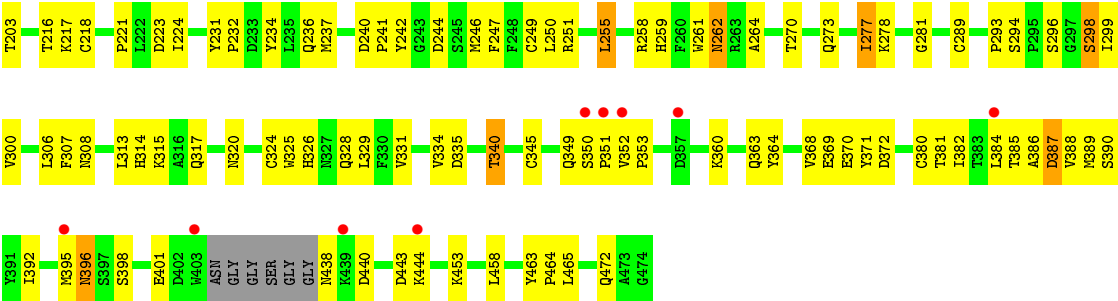 T203 T216 K217 C218 P221 L222 D223 I224 Y231 P232 D233 Y234 L235 Q236 M237 D240 P241 Y242 G243 D244 S245 M246 F247 F248 C249 L250 R251 L255 R258 H259 F260 W261 N262 R263 A264 T270 Q273 I277 K278 G281 C289 P293 S294 P295 S296 G297 S298 I299
V300 L306 F307 N308 L313 H314 K315 A316 Q317 N320 C324 W325 H326 N327 Q328 L329 F330 V331 V334 D335 T340 C345 Q349 S350 P351 V352 P353 D357 K360 Q363 Y364 V368 E369 E370 Y371 D372 C380 T381 I382 T383 L384 T385 A386 D387 V388 M389 S390
Y391 I392 M395 N396 S397 S398 E401 D402 W403 ASN GLY GLY SER GLY GLY N438 K439 D440 D443 K444 K453 L458 Y463 P464 L465 Q472 A473 G474